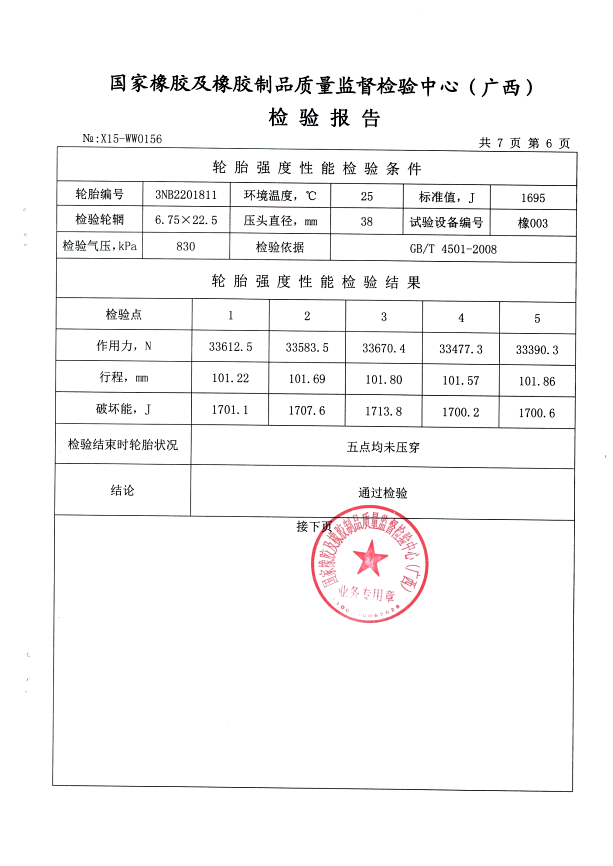 国家橡胶及橡胶制品质量监督检验中心（广西）
检 验 报 告
№:X15-WW0156
共 7 页 第 6 页
轮 胎 强 度 性 能 检 验 条 件
轮胎编号 3NB2201811 环境温度，℃ 25 标准值，J 1695
检验轮辋 6.75×22.5 压头直径，mm 38 试验设备编号 橡003
检验气压,kPa 830 检验依据 GB/T 4501-2008
轮 胎 强 度 性 能 检 验 结 果
检验点 1 2 3 4 5
作用力，N 33612.5 33583.5 33670.4 33477.3 33390.3
行程，mm 101.22 101.69 101.80 101.57 101.86
破坏能，J 1701.1 1707.6 1713.8 1700.2 1700.6
检验结束时轮胎状况 五点均未压穿
结论 通过检验
接下页
国家橡胶及橡胶制品质量监督检验中心(广西)
业务专用章